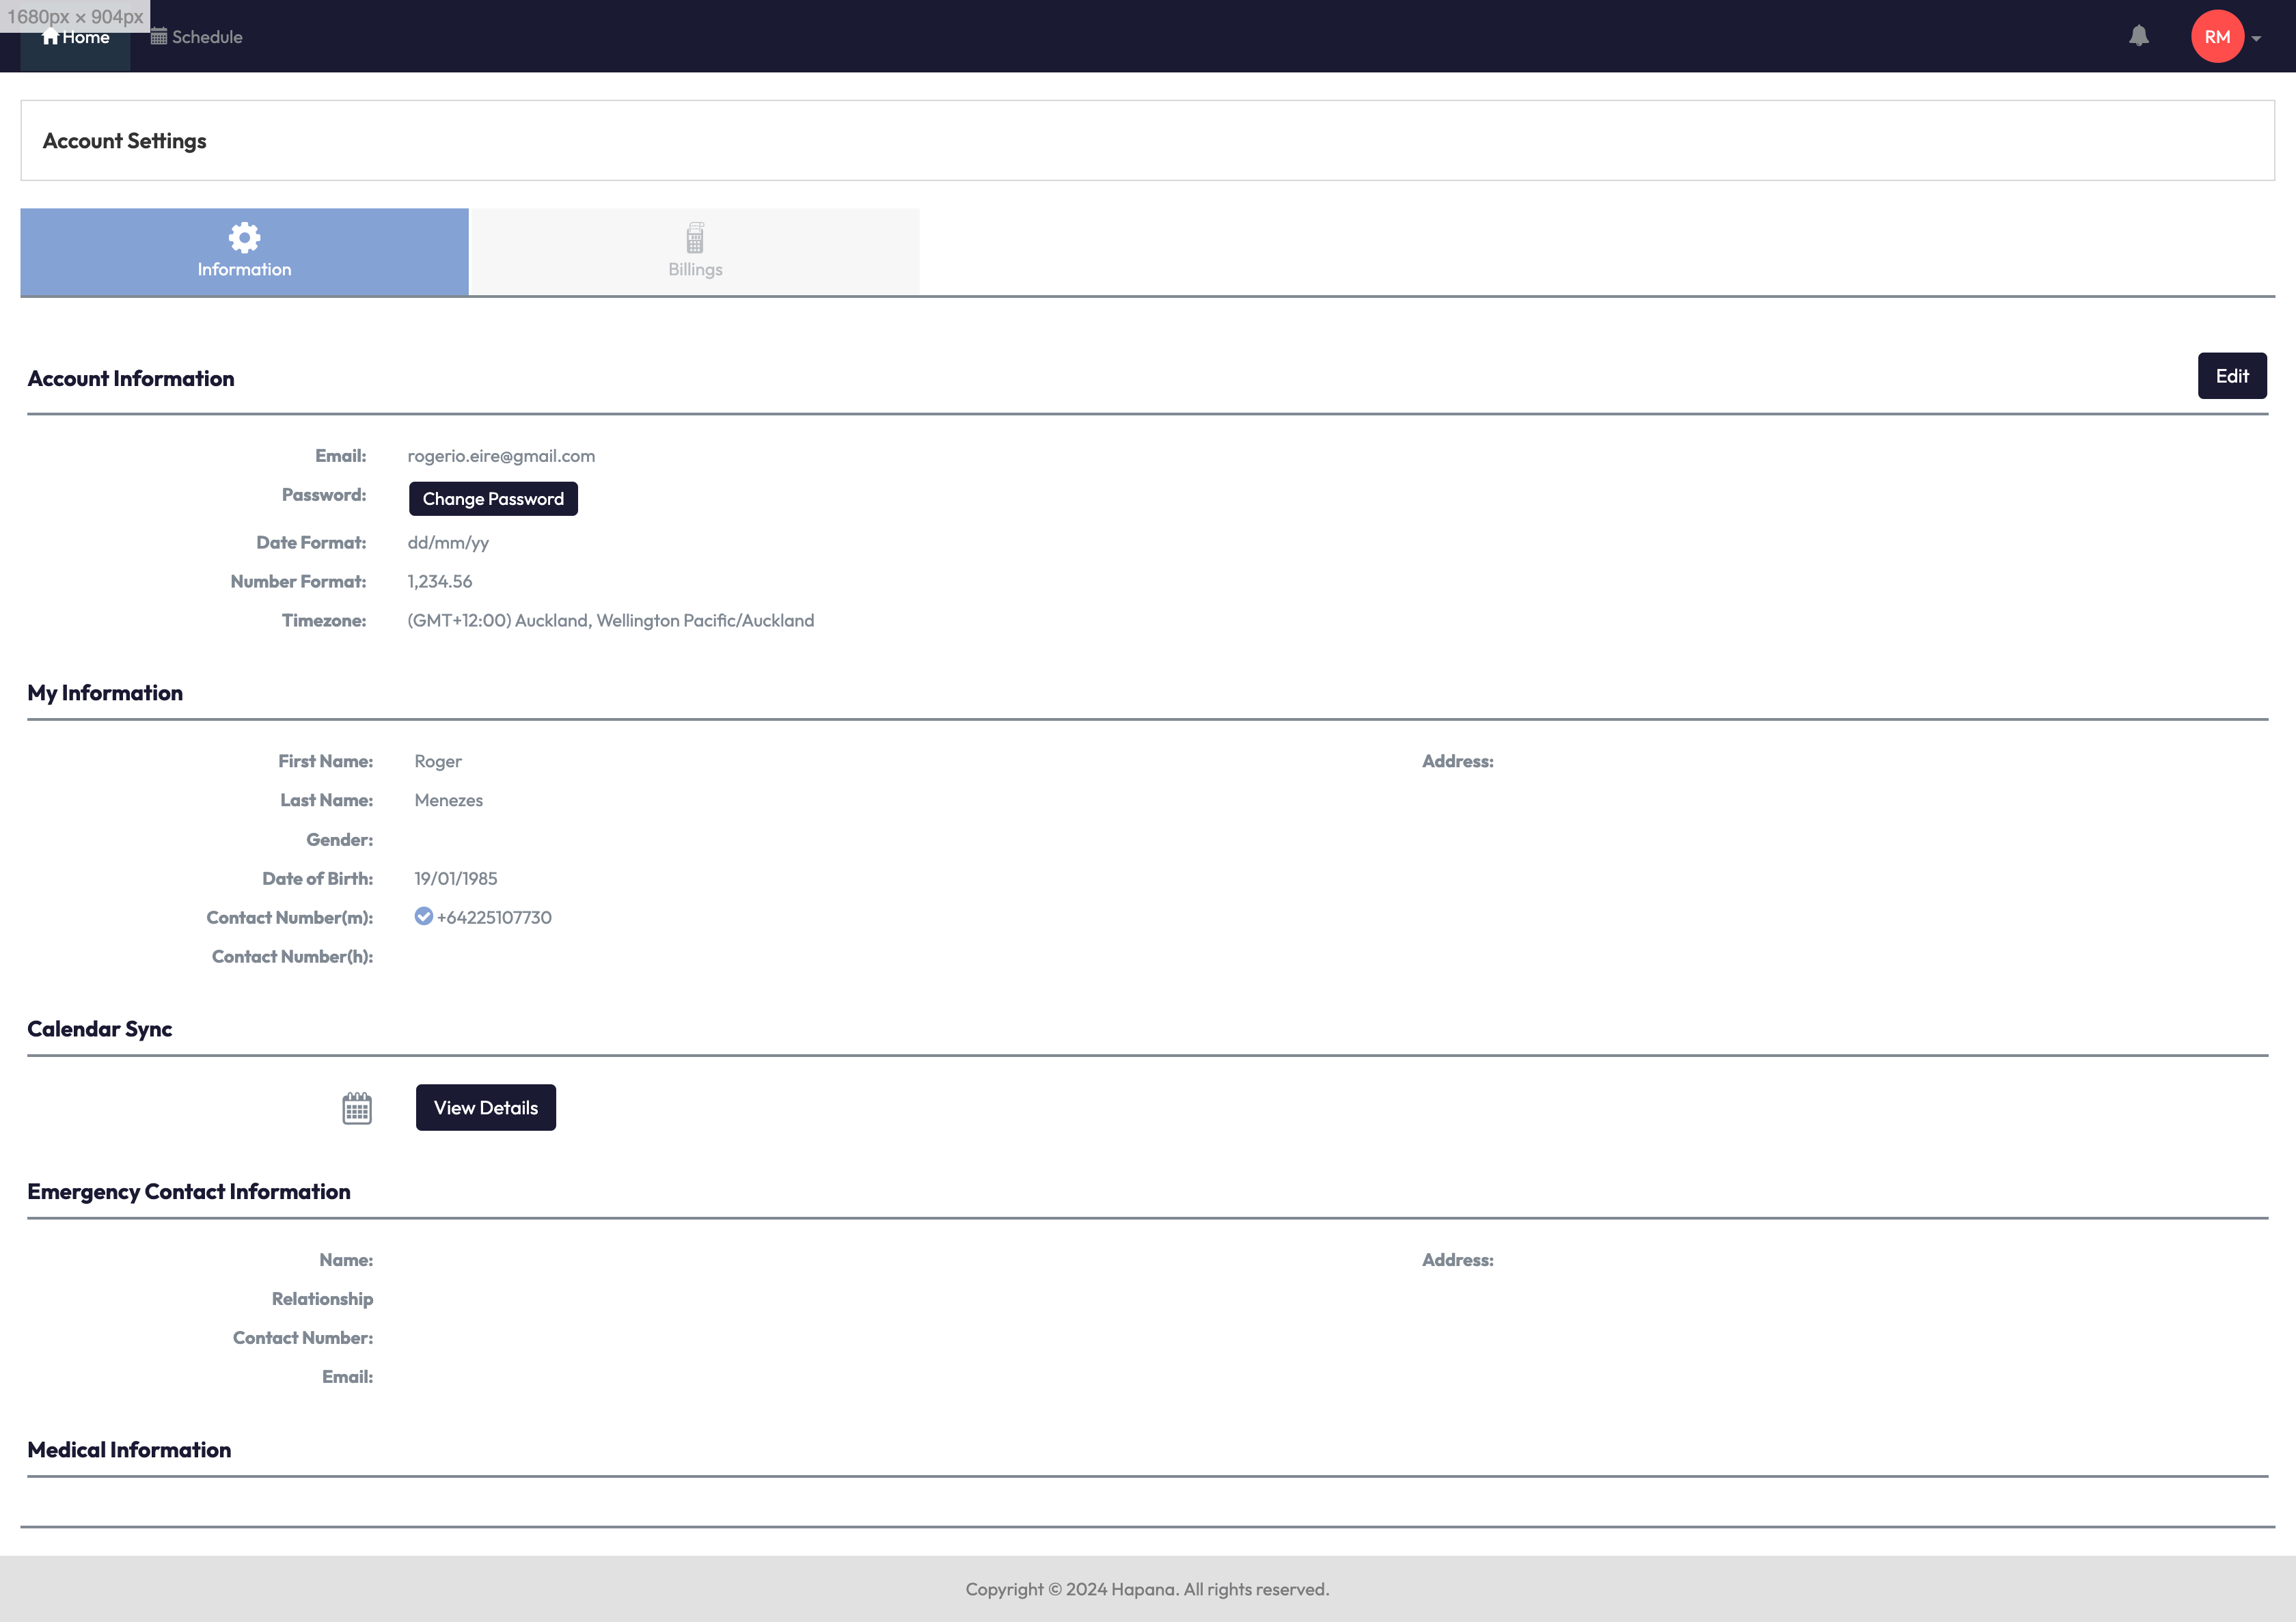 1680px × 904px
Home
Schedule
RM
Account Settings
Information
Billings
Account Information
Edit
Email: rogerio.eire@gmail.com
Password: Change Password
Date Format: dd/mm/yy
Number Format: 1,234.56
Timezone: (GMT+12:00) Auckland, Wellington Pacific/Auckland
My Information
First Name: Roger
Address:
Last Name: Menezes
Gender:
Date of Birth: 19/01/1985
Contact Number(m): +64225107730
Contact Number(h):
Calendar Sync
View Details
Emergency Contact Information
Name:
Address:
Relationship
Contact Number:
Email:
Medical Information
Copyright © 2024 Hapana. All rights reserved.